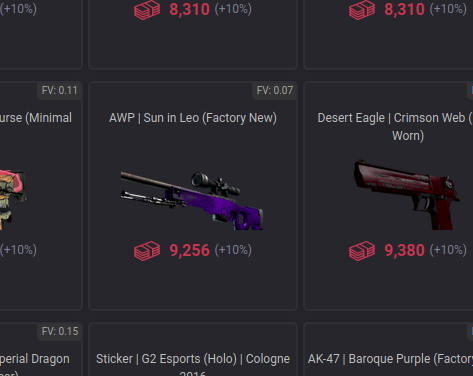 (+10%)
8,310 (+10%)
8,310 (+10%)
FV: 0.11
urse (Minimal
(+10%)
FV: 0.07
AWP | Sun in Leo (Factory New)
9,256 (+10%)
Desert Eagle | Crimson Web (
Worn)
9,380 (+10%)
FV: 0.15
perial Dragon
Sticker | G2 Esports (Holo) | Cologne
2016
AK-47 | Baroque Purple (Factory